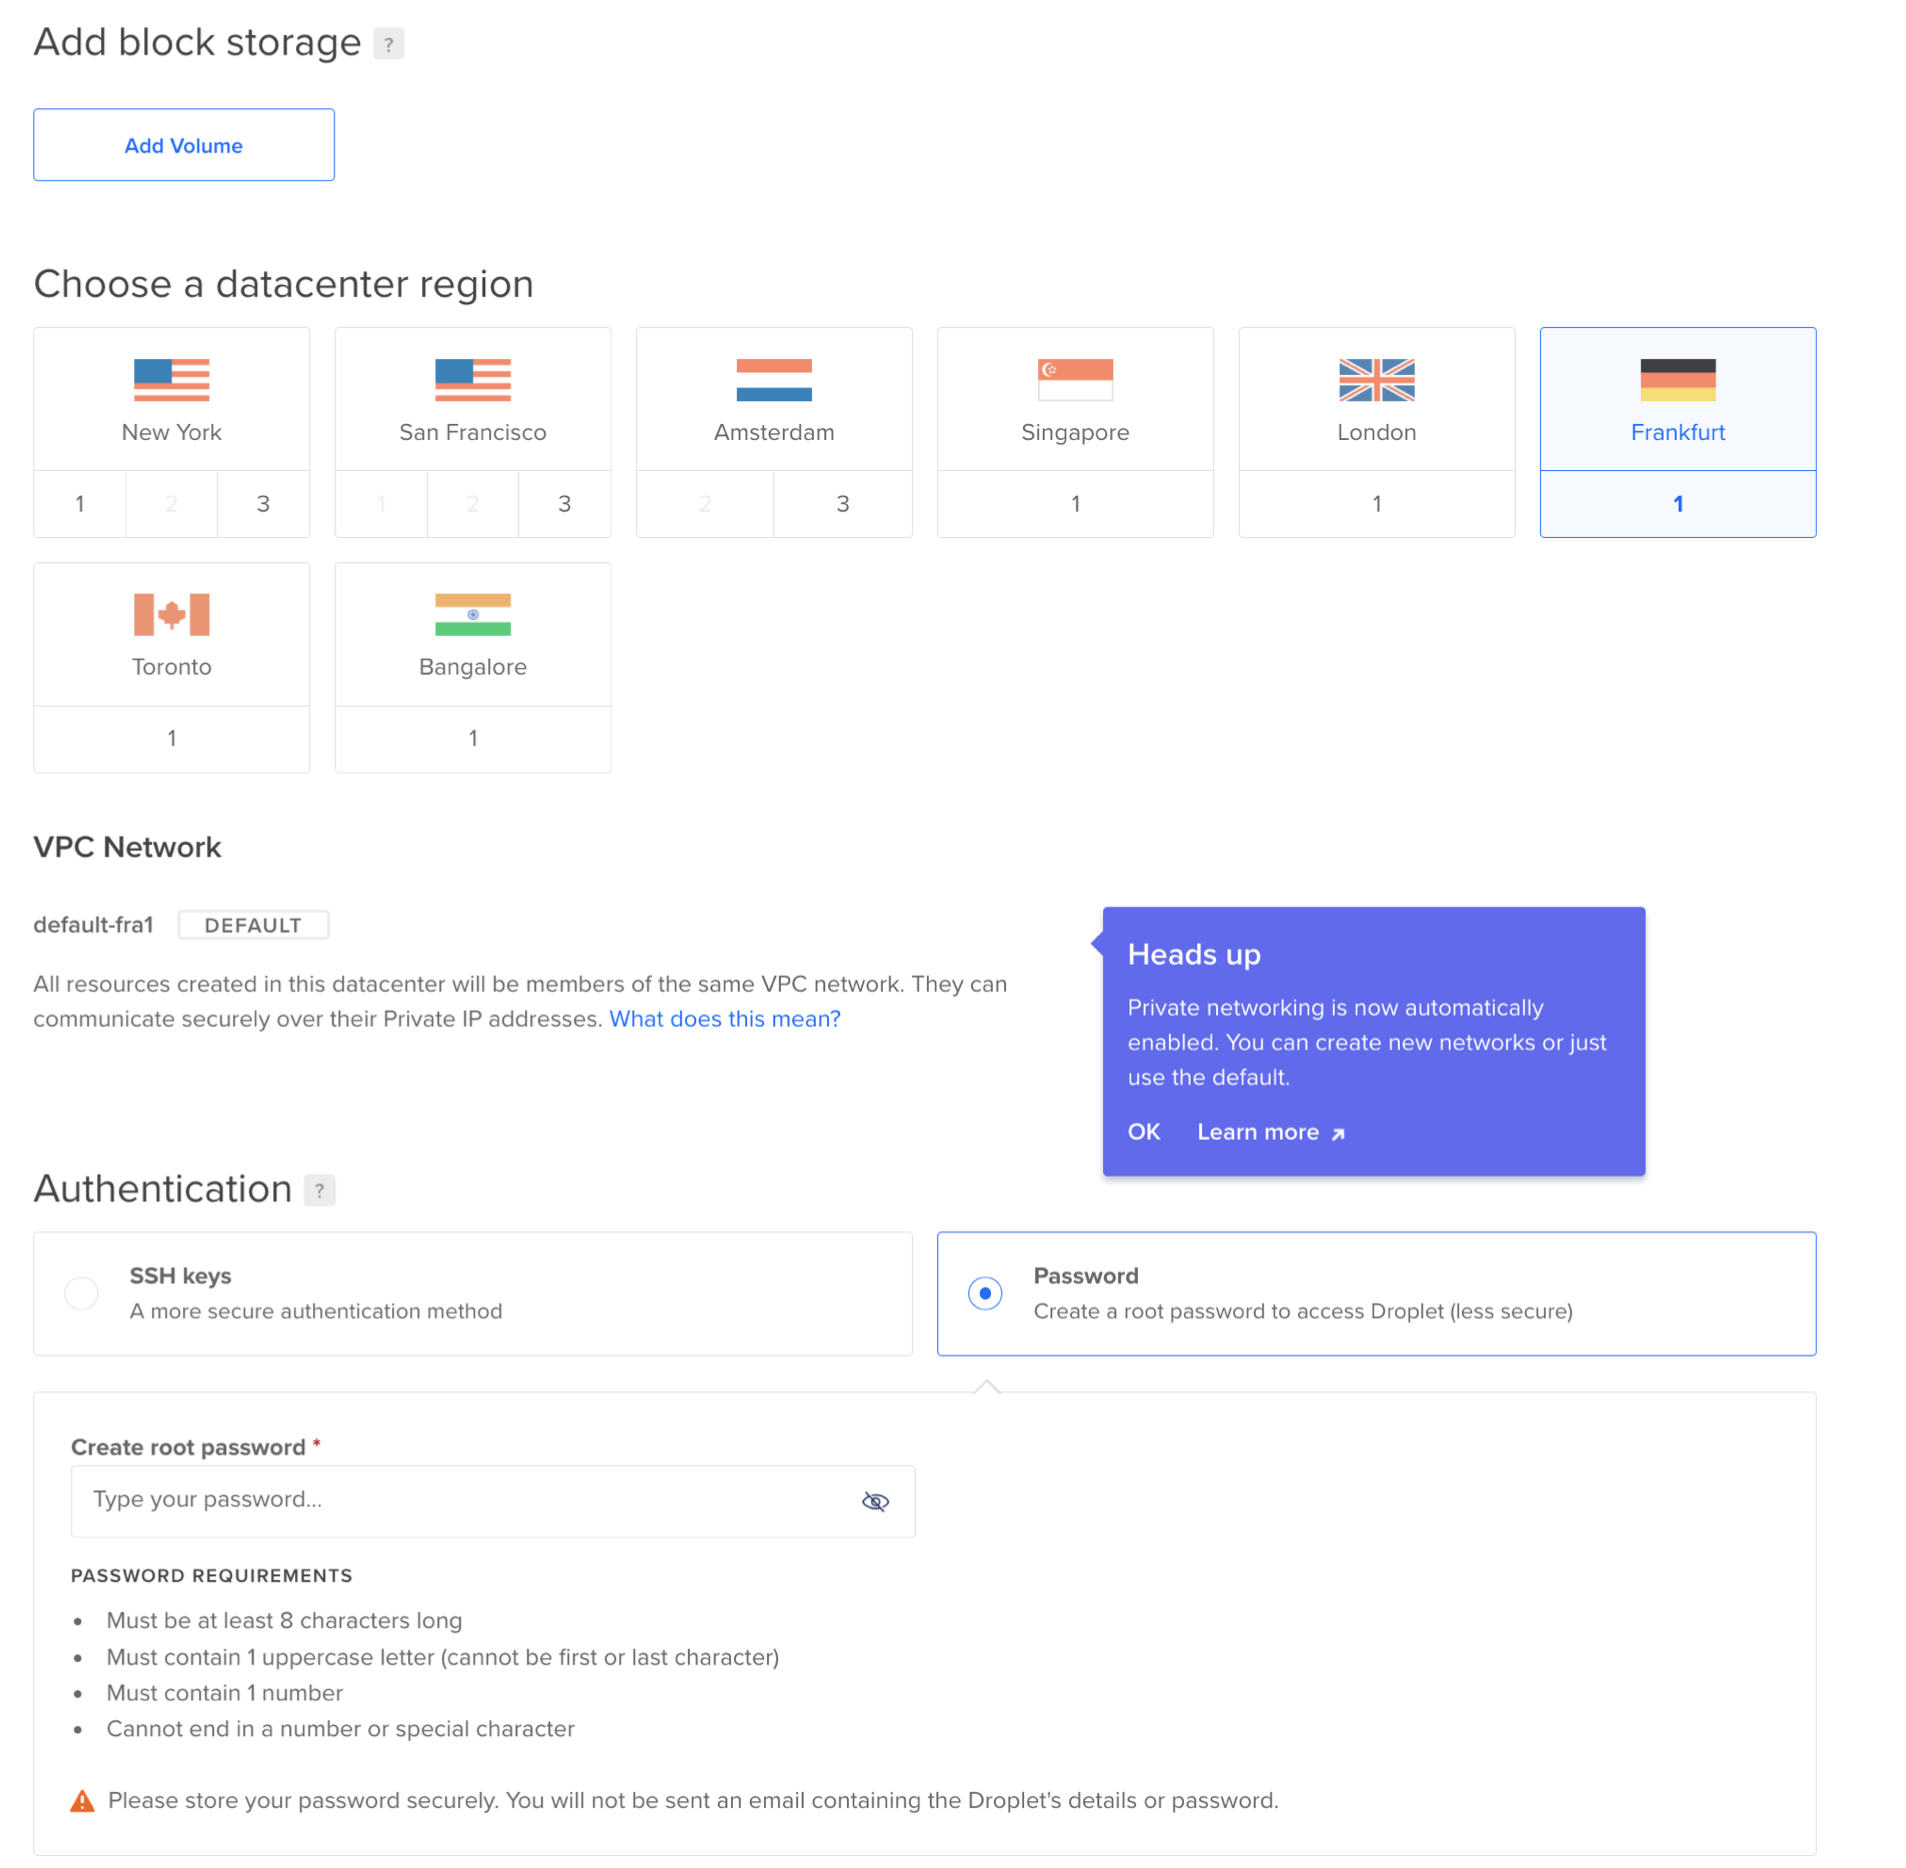 Add block storage ?
Add Volume
Choose a datacenter region
New York
San Francisco
Amsterdam
Singapore
London
Frankfurt
1 2 3
1 2 3
2 3
1
1
1
Toronto
Bangalore
1
1
VPC Network
default-fra1 DEFAULT
All resources created in this datacenter will be members of the same VPC network. They can
communicate securely over their Private IP addresses. What does this mean?
Heads up
Private networking is now automatically
enabled. You can create new networks or just
use the default.
OK Learn more
Authentication ?
SSH keys
A more secure authentication method
Password
Create a root password to access Droplet (less secure)
Create root password *
Type your password...
PASSWORD REQUIREMENTS
• Must be at least 8 characters long
• Must contain 1 uppercase letter (cannot be first or last character)
• Must contain 1 number
• Cannot end in a number or special character
Please store your password securely. You will not be sent an email containing the Droplet's details or password.